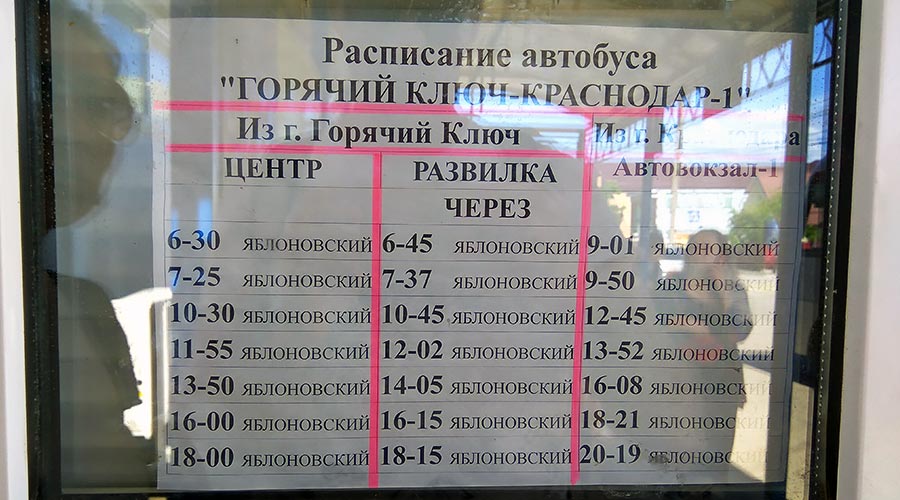 Расписание автобуса
"ГОРЯЧИЙ КЛЮЧ-КРАСНОДАР-1"
Из г. Горячий Ключ Из г.
ЦЕНТР РАЗВИЛКА Автовокзал-1
ЧЕРЕЗ
6-30 ЯБЛОНОВСКИЙ 6-45 ЯБЛОНОВСКИЙ 9-01 ЯБЛОНОВСКИЙ
7-25 ЯБЛОНОВСКИЙ 7-37 ЯБЛОНОВСКИЙ 9-50 ЯБЛОНОВСКИЙ
10-30 ЯБЛОНОВСКИЙ 10-45 ЯБЛОНОВСКИЙ 12-45 ЯБЛОНОВСКИЙ
11-55 ЯБЛОНОВСКИЙ 12-02 ЯБЛОНОВСКИЙ 13-52 ЯБЛОНОВСКИЙ
13-50 ЯБЛОНОВСКИЙ 14-05 ЯБЛОНОВСКИЙ 16-08 ЯБЛОНОВСКИЙ
16-00 ЯБЛОНОВСКИЙ 16-15 ЯБЛОНОВСКИЙ 18-21 ЯБЛОНОВСКИЙ
18-00 ЯБЛОНОВСКИЙ 18-15 ЯБЛОНОВСКИЙ 20-19 ЯБЛОНОВСКИЙ